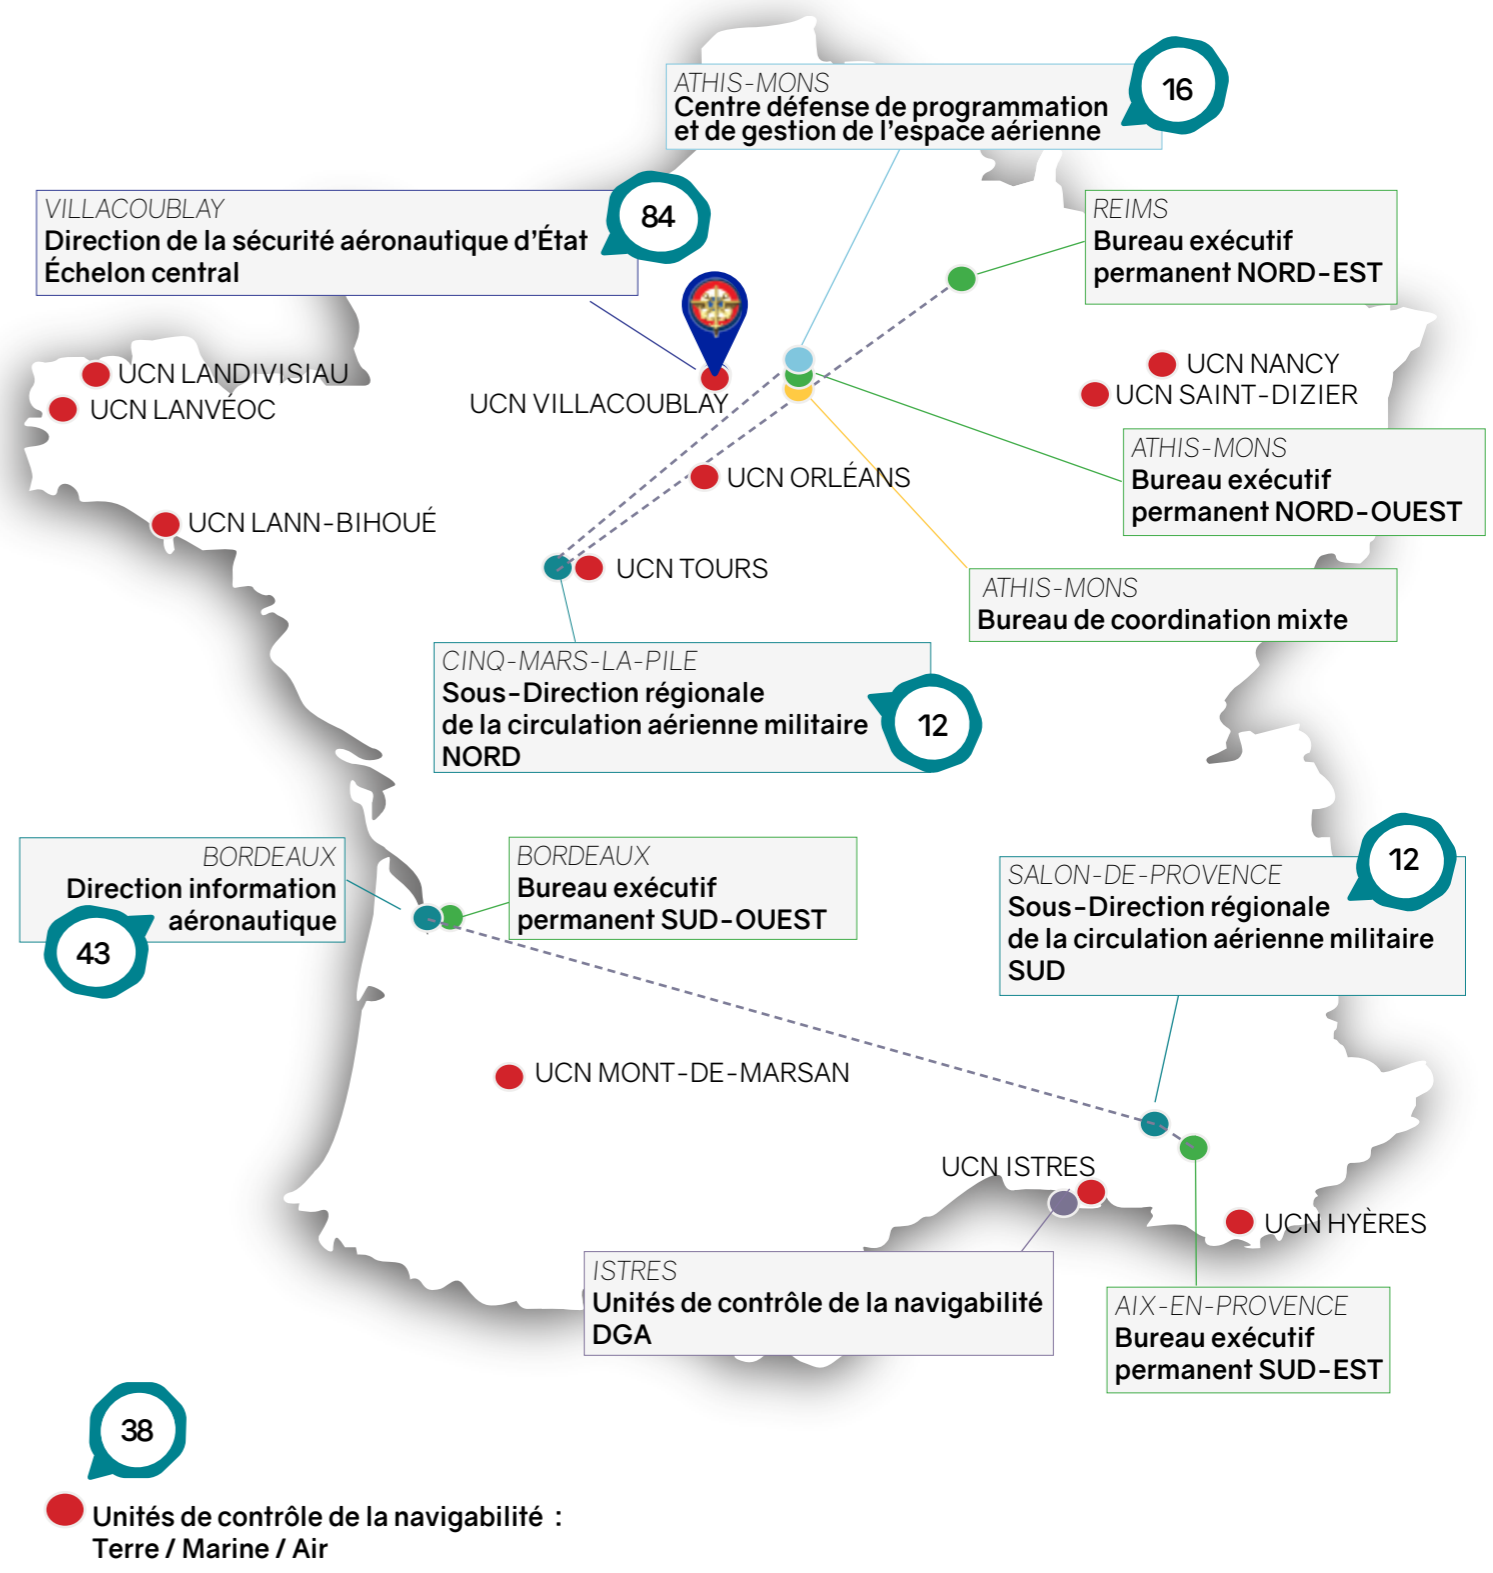 ATHIS-MONS
Centre défense de programmation
et de gestion de l'espace aérienne
16
VILLACOUBLAY
Direction de la sécurité aéronautique d'État
Échelon central
84
REIMS
Bureau exécutif
permanent NORD-EST
UCN LANDIVISIAU
UCN LANVÉOC
UCN VILLACOUBLAY
UCN NANCY
UCN SAINT-DIZIER
ATHIS-MONS
Bureau exécutif
permanent NORD-OUEST
UCN ORLÉANS
UCN LANN-BIHOUÉ
UCN TOURS
ATHIS-MONS
Bureau de coordination mixte
CINQ-MARS-LA-PILE
Sous-Direction régionale
de la circulation aérienne militaire
NORD
12
BORDEAUX
Direction information
aéronautique
43
BORDEAUX
Bureau exécutif
permanent SUD-OUEST
SALON-DE-PROVENCE
Sous-Direction régionale
de la circulation aérienne militaire
SUD
12
UCN MONT-DE-MARSAN
UCN ISTRES
UCN HYÈRES
ISTRES
Unités de contrôle de la navigabilité
DGA
AIX-EN-PROVENCE
Bureau exécutif
permanent SUD-EST
38
Unités de contrôle de la navigabilité :
Terre / Marine / Air